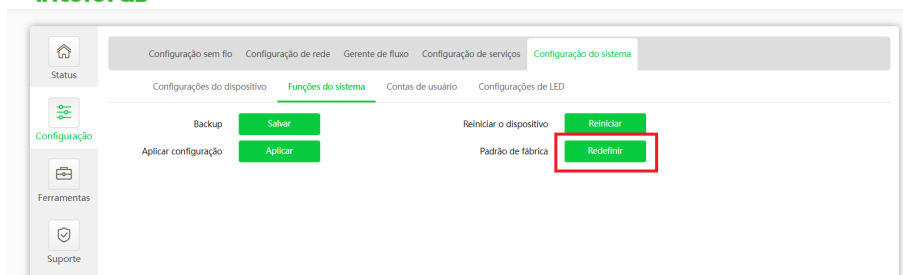 Configuração sem fio Configuração de rede Gerente de fluxo Configuração de serviços Configuração do sistema
Status
Configurações do dispositivo Funções do sistema Contas de usuário Configurações de LED
Backup Salvar Reiniciar o dispositivo Reiniciar
Configuração
Aplicar configuração Aplicar Padrão de fábrica Redefinir
Ferramentas
Suporte